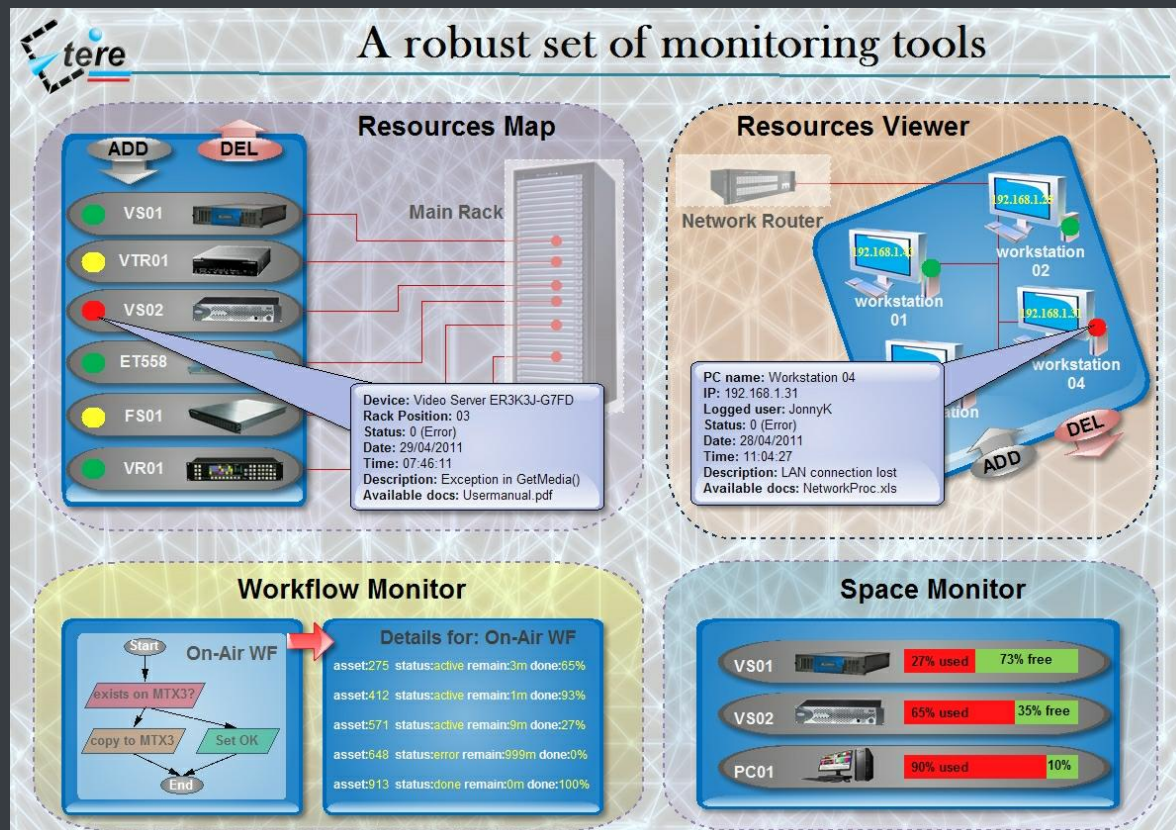 Etere
A robust set of monitoring tools
Resources Map
ADD
DEL
VS01
VTR01
VS02
ET558
FS01
VR01
Main Rack
Device: Video Server ER3K3J-G7FD
Rack Position: 03
Status: 0 (Error)
Date: 29/04/2011
Time: 07:46:11
Description: Exception in GetMedia()
Available docs: Usermanual.pdf
Resources Viewer
Network Router
192.168.1.25
workstation
02
workstation
01
192.168.1.31
workstation
04
PC name: Workstation 04
IP: 192.168.1.31
Logged user: JonnyK
Status: 0 (Error)
Date: 28/04/2011
Time: 11:04:27
Description: LAN connection lost
Available docs: NetworkProc.xls
ADD
DEL
Workflow Monitor
Start
On-Air WF
exists on MTX3?
copy to MTX3
Set OK
End
Details for: On-Air WF
asset:275 status:active remain:3m done:65%
asset:412 status:active remain:1m done:93%
asset:571 status:active remain:9m done:27%
asset:648 status:error remain:999m done:0%
asset:913 status:done remain:0m done:100%
Space Monitor
VS01
27% used
73% free
VS02
65% used
35% free
PC01
90% used
10%